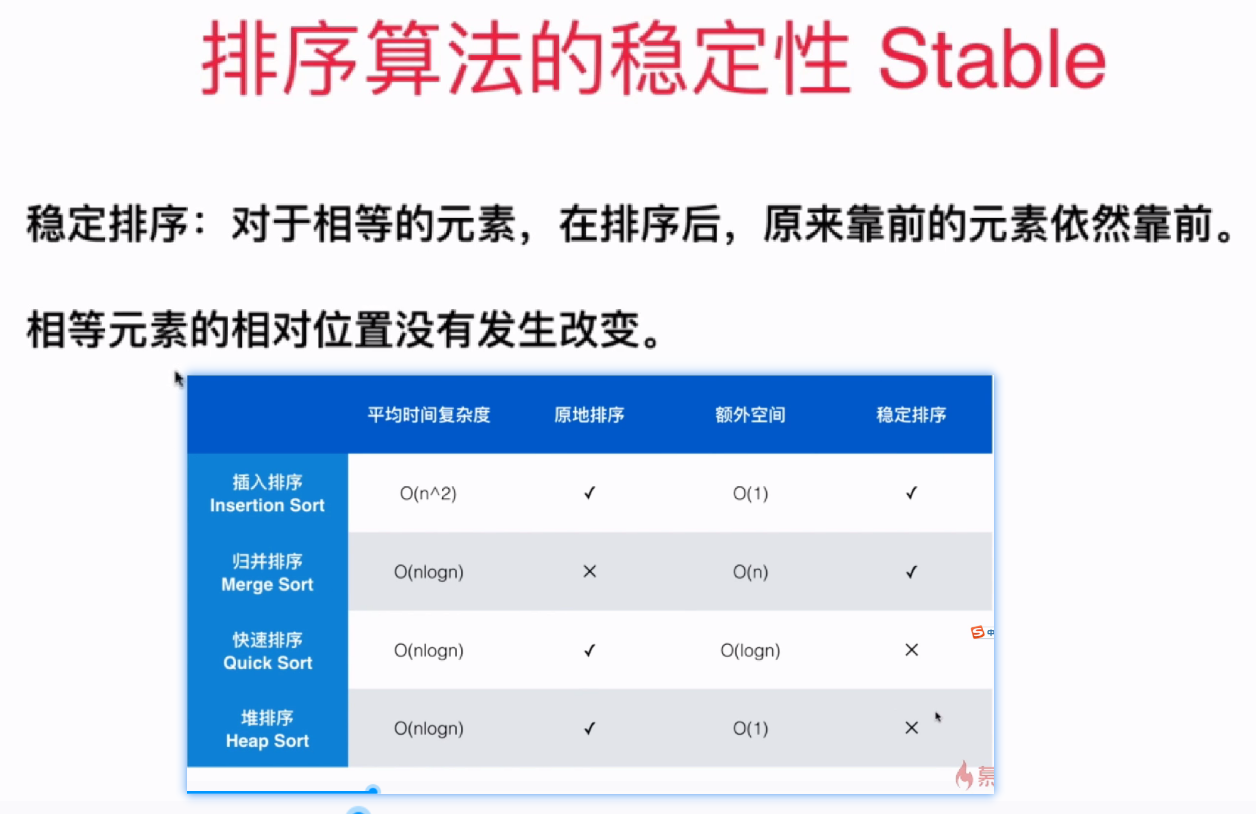 排序算法的稳定性 Stable
稳定排序：对于相等的元素，在排序后，原来靠前的元素依然靠前。
相等元素的相对位置没有发生改变。
平均时间复杂度 原地排序 额外空间 稳定排序
插入排序
Insertion Sort O(n^2) ✓ O(1) ✓
归并排序
Merge Sort O(nlogn) × O(n) ✓
快速排序
Quick Sort O(nlogn) ✓ O(logn) ×
堆排序
Heap Sort O(nlogn) ✓ O(1) ×
S 中
慕